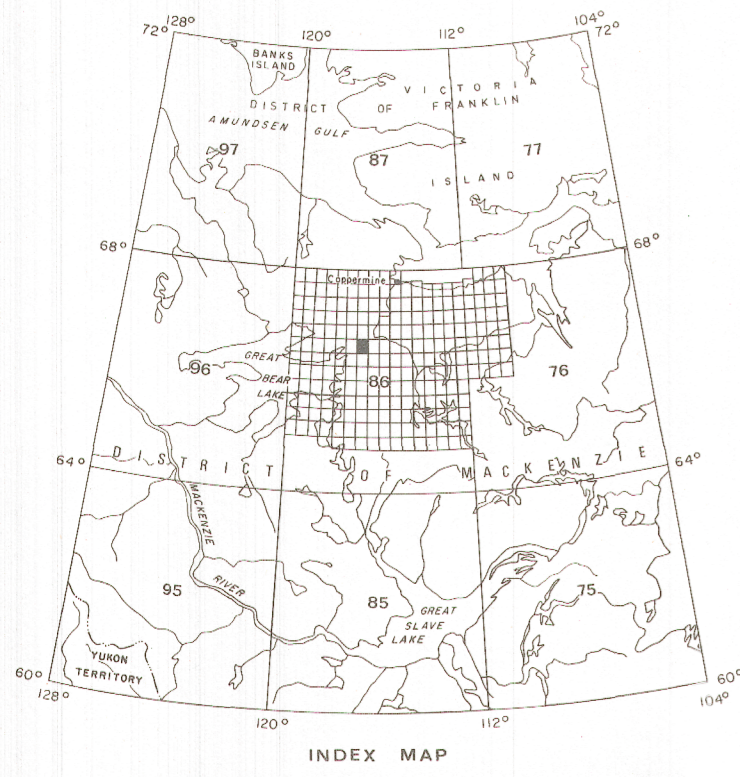 128°
120°
112°
104°
72°
72°
BANKS
ISLAND
VICTORIA
DISTRICT OF FRANKLIN
AMUNDSEN GULF
97
87
77
ISLAND
68°
68°
Coppermine
GREAT
96
BEAR
LAKE
86
76
DISTRICT OF MACKENZIE
64°
64°
MACKENZIE
RIVER
95
85
75
GREAT
SLAVE
LAKE
YUKON
TERRITORY
60°
60°
128°
120°
112°
104°
INDEX MAP